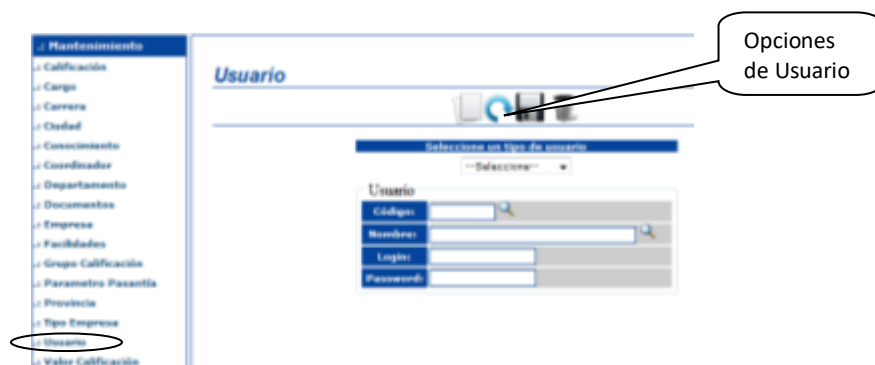 .: Mantenimiento
.: Calificación
.: Cargo
.: Carrera
.: Ciudad
.: Conocimiento
.: Coordinador
.: Departamento
.: Documentos
.: Empresa
.: Facilidades
.: Grupo Calificación
.: Parametro Pasantía
.: Provincia
.: Tipo Empresa
.: Usuario
.: Valor Calificación
Usuario
Opciones
de Usuario
Seleccione un tipo de usuario
--Seleccione--
Usuario
Código:
Nombre:
Login:
Password: